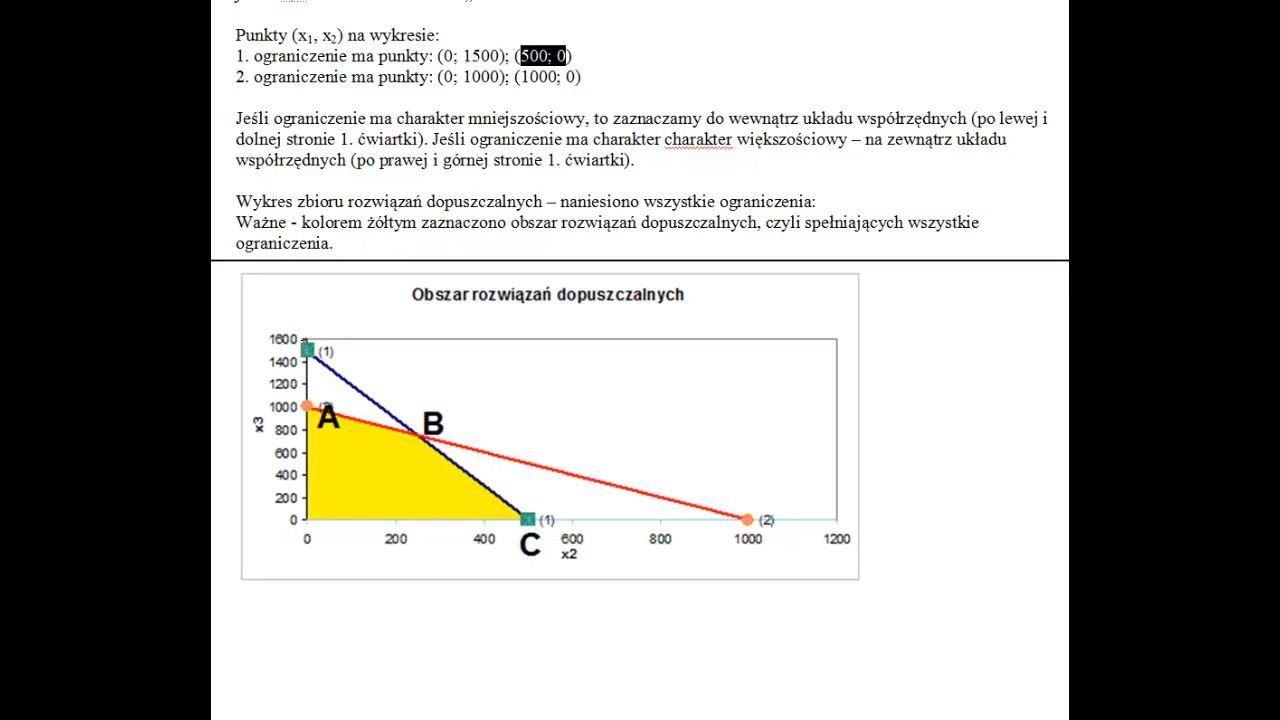 Punkty (x₁, x₂) na wykresie:
1. ograniczenie ma punkty: (0; 1500); (500; 0)
2. ograniczenie ma punkty: (0; 1000); (1000; 0)
Jeśli ograniczenie ma charakter mniejszościowy, to zaznaczamy do wewnątrz układu współrzędnych (po lewej i
dolnej stronie 1. ćwiartki). Jeśli ograniczenie ma charakter charakter większościowy – na zewnątrz układu
współrzędnych (po prawej i górnej stronie 1. ćwiartki).
Wykres zbioru rozwiązań dopuszczalnych – naniesiono wszystkie ograniczenia:
Ważne - kolorem żółtym zaznaczono obszar rozwiązań dopuszczalnych, czyli spełniających wszystkie
ograniczenia.
Obszar rozwiązań dopuszczalnych
1600
(1)
1400
1200
1000
A
B
800
x3
600
400
200
0
(1)
(2)
0 200 400 600 800 1000 1200
C
x2